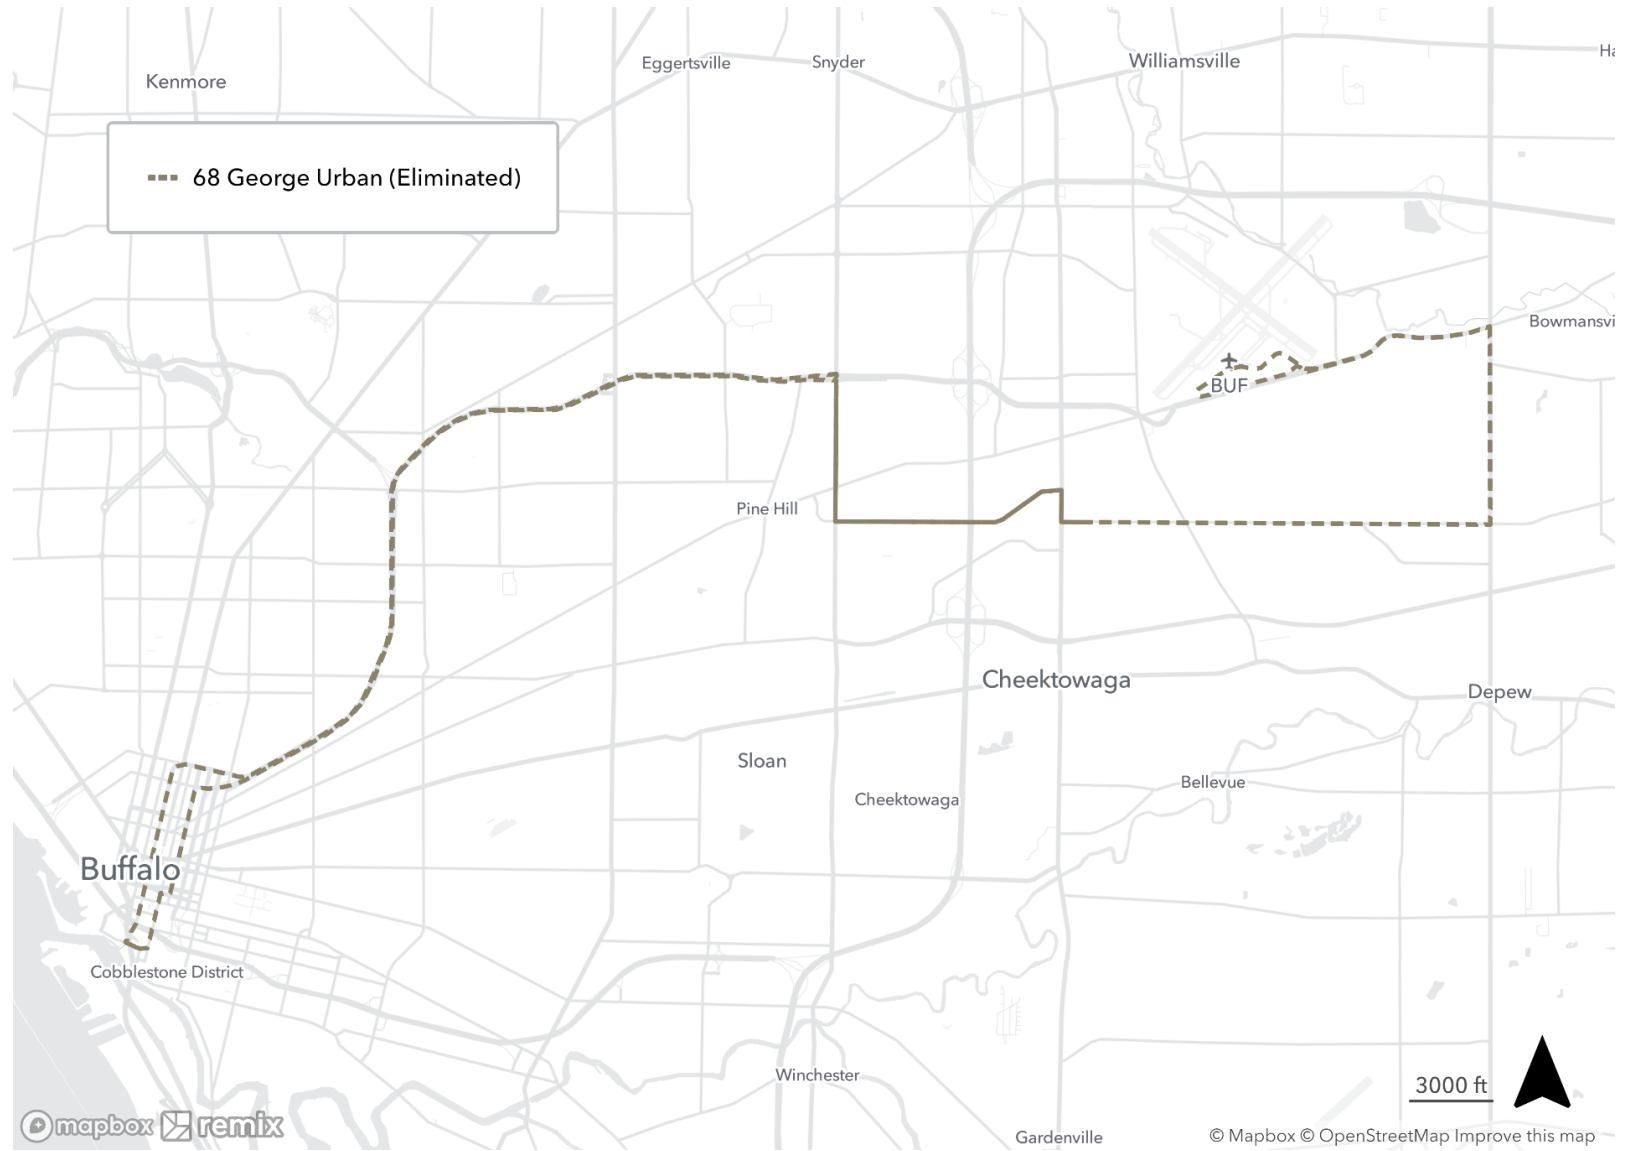 Eggertsville
Snyder
Williamsville
Kenmore
68 George Urban (Eliminated)
Bowmansvi
BUF
Pine Hill
Cheektowaga
Depew
Sloan
Bellevue
Cheektowaga
Buffalo
Cobblestone District
Winchester
3000 ft
mapbox remix
Gardenville
© Mapbox © OpenStreetMap Improve this map